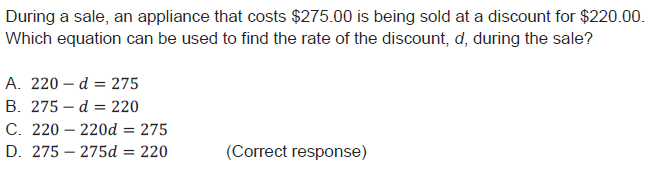 During a sale, an appliance that costs $275.00 is being sold at a discount for $220.00.
Which equation can be used to find the rate of the discount, d, during the sale?
A. 220 – d = 275
B. 275 – d = 220
C. 220 – 220d = 275
D. 275 – 275d = 220 (Correct response)